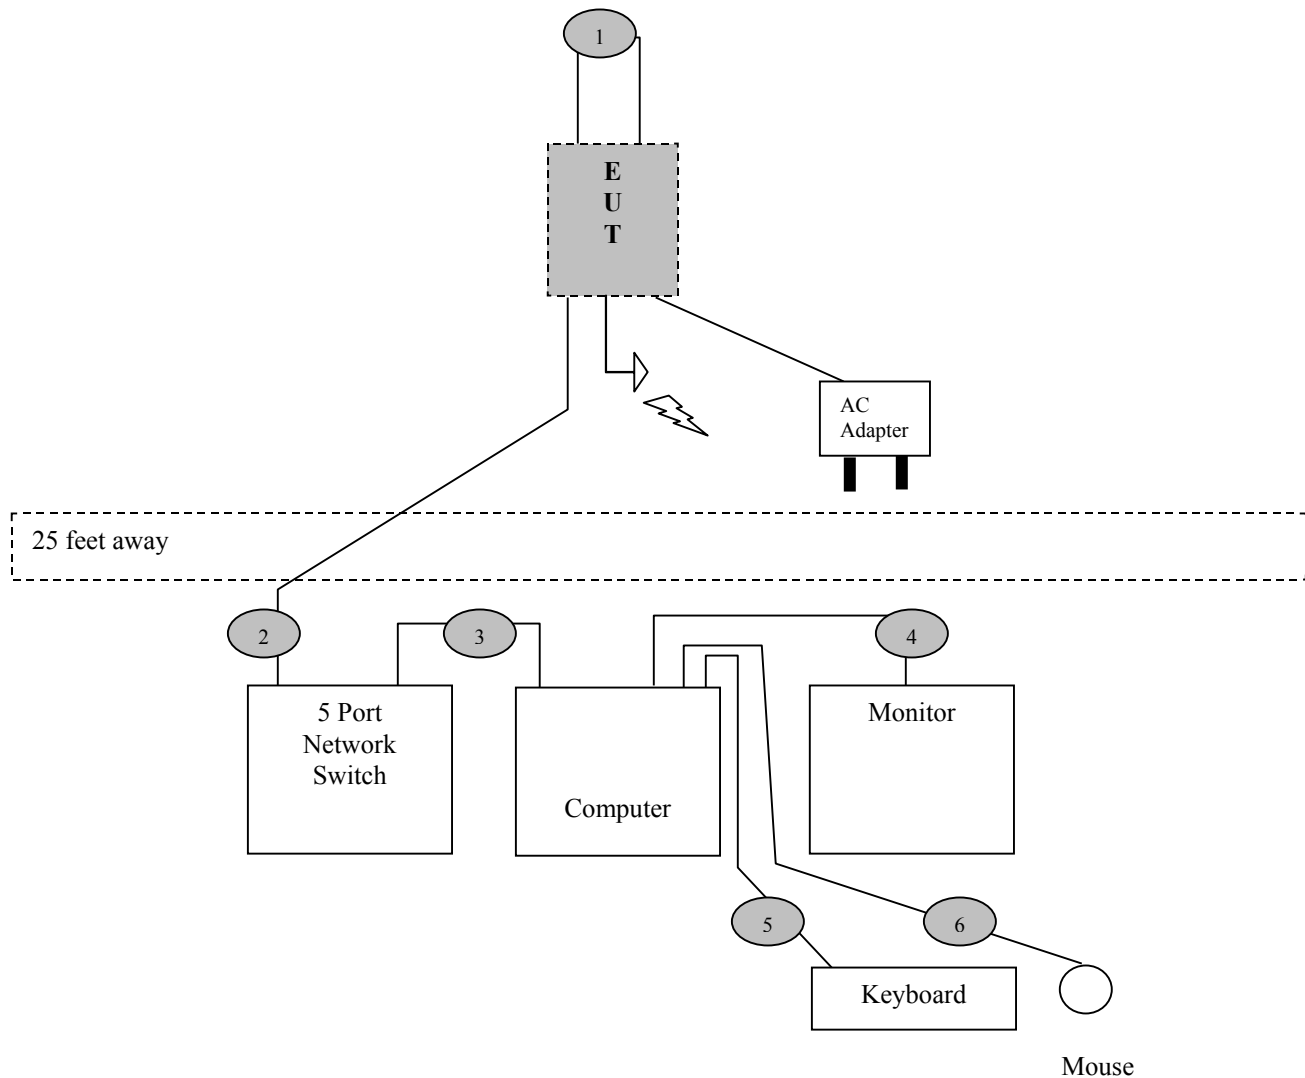 1
E
U
T
AC
Adapter
25 feet away
2
3
4
5 Port
Network
Switch
Computer
Monitor
5
6
Keyboard
Mouse